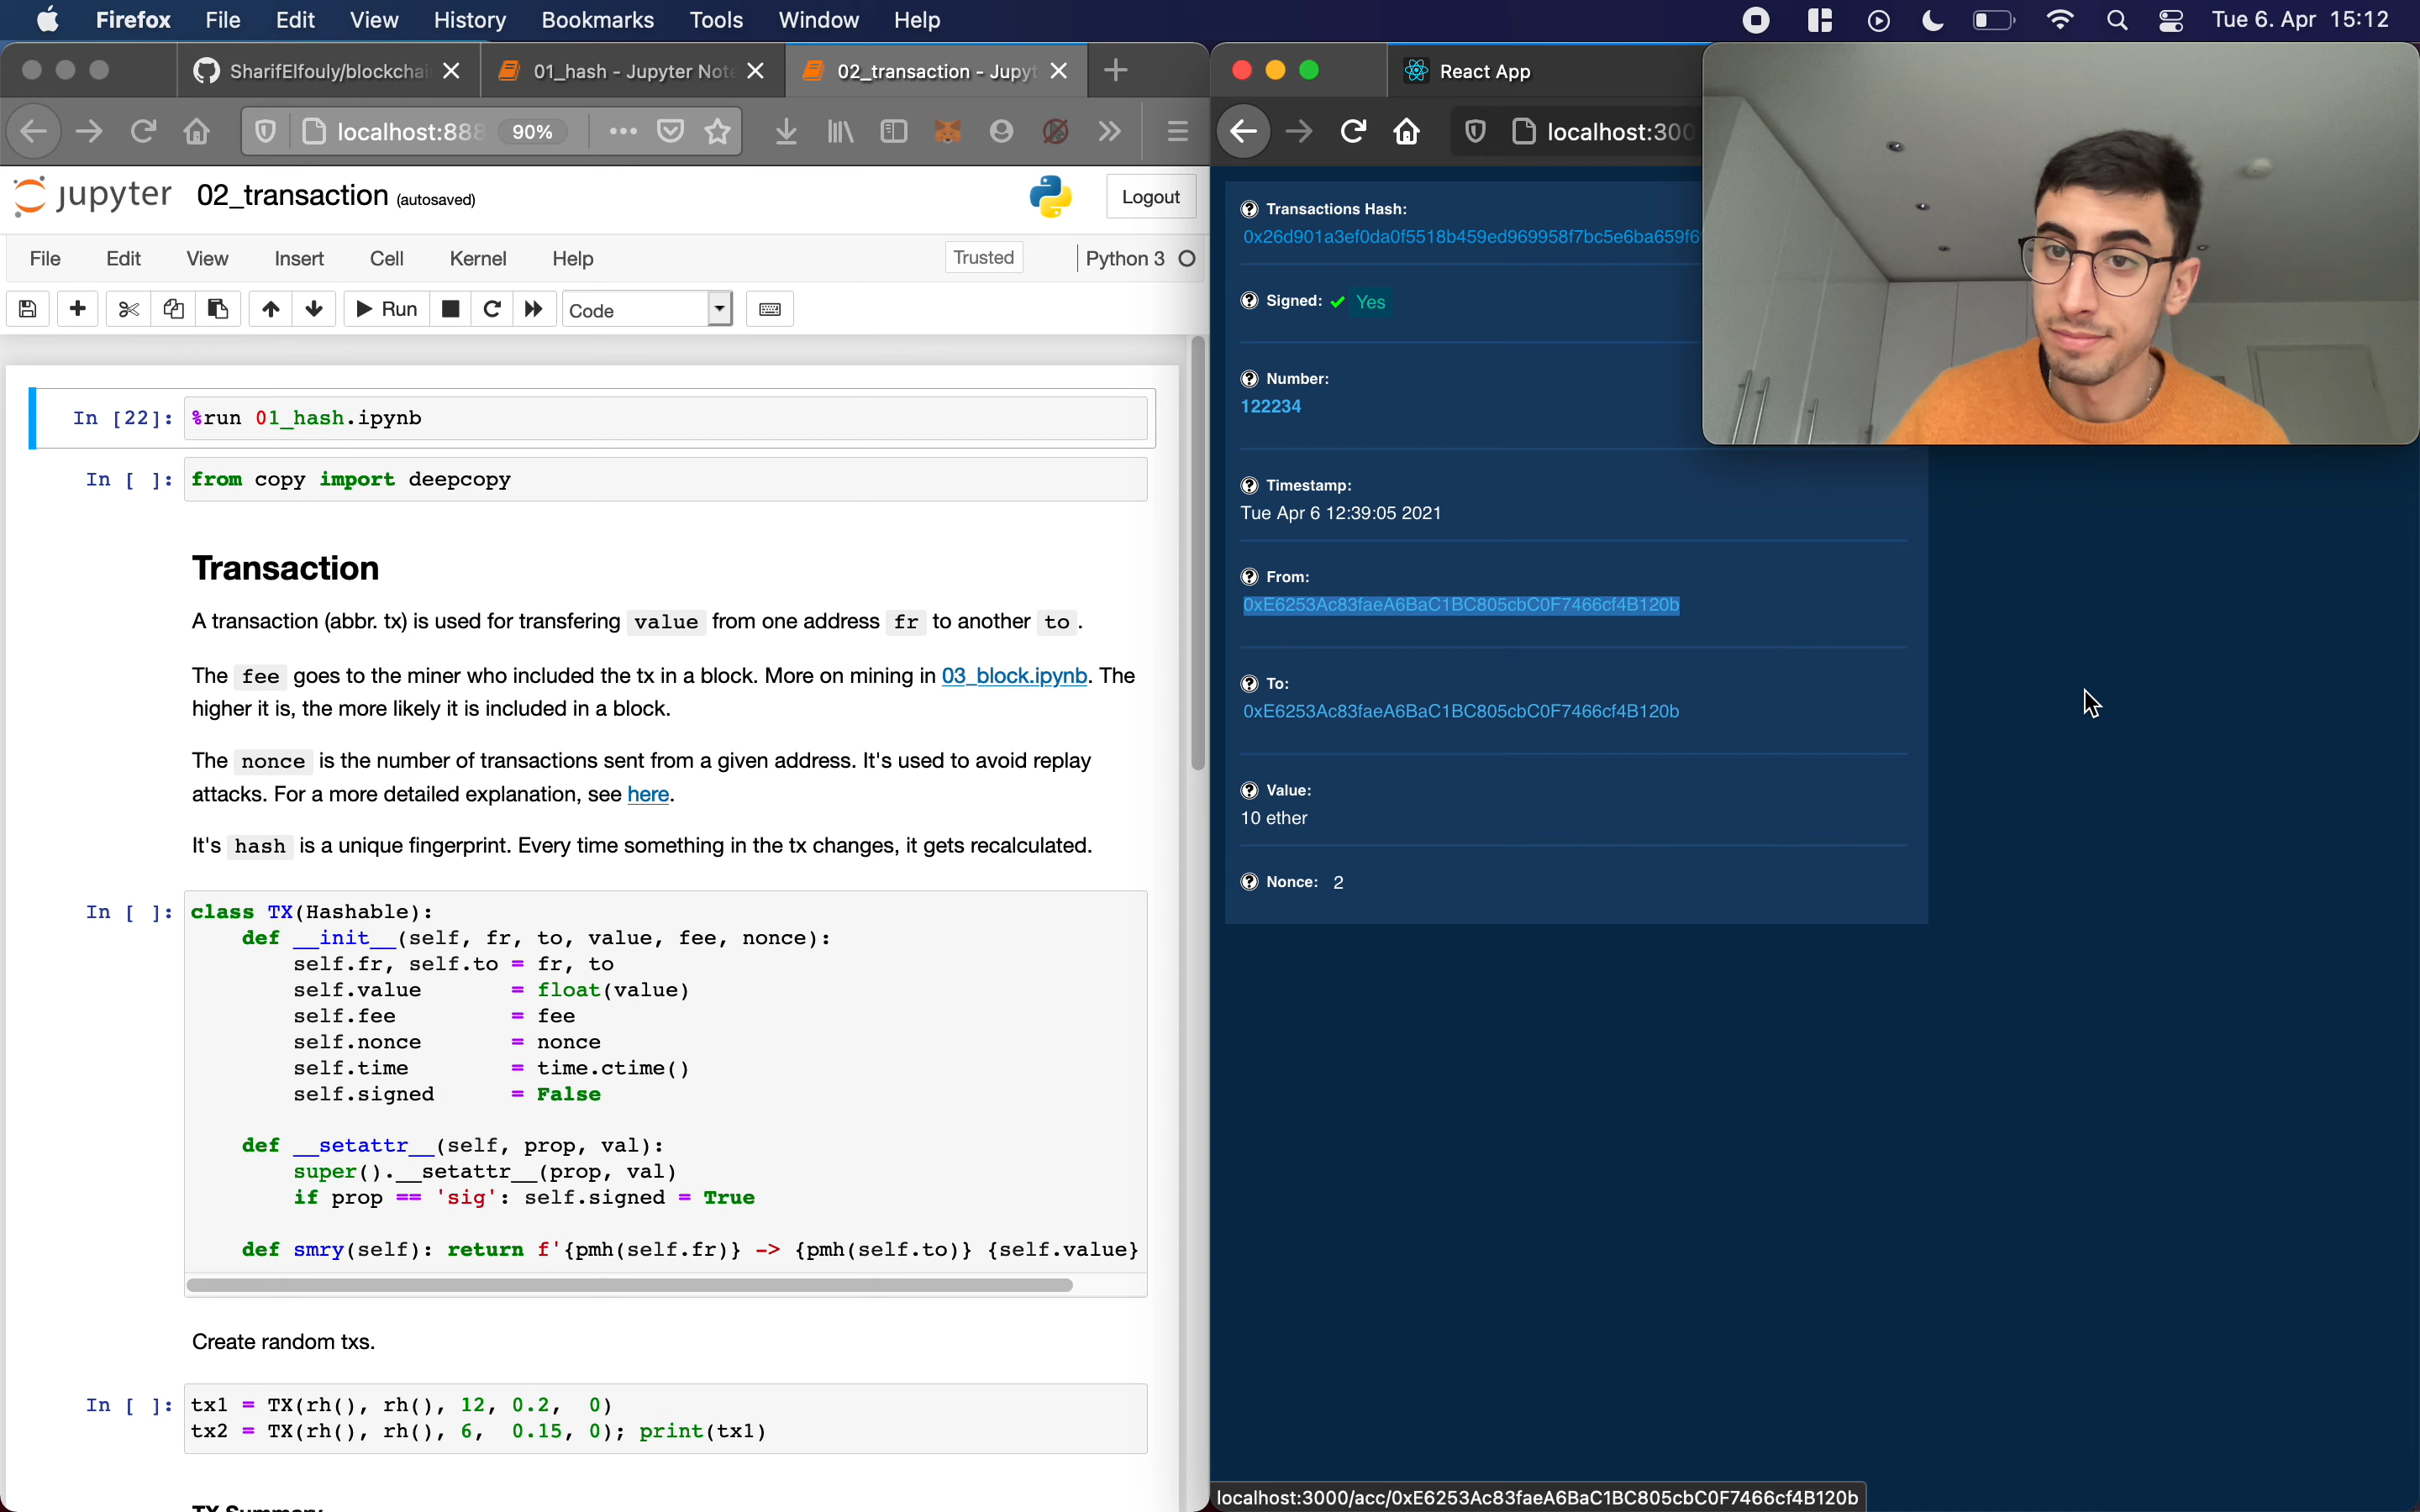 Firefox File Edit View History Bookmarks Tools Window Help Tue 6. Apr 15:12
SharifElfouly/blockchai
01_hash - Jupyter Note
02_transaction - Jupyt
localhost:888 90%
jupyter 02_transaction (autosaved)
Logout
File Edit View Insert Cell Kernel Help Trusted Python 3
Run Code
In [22]: %run 01_hash.ipynb
In [ ]: from copy import deepcopy
Transaction
A transaction (abbr. tx) is used for transfering value from one address fr to another to .
The fee goes to the miner who included the tx in a block. More on mining in 03_block.ipynb. The
higher it is, the more likely it is included in a block.
The nonce is the number of transactions sent from a given address. It's used to avoid replay
attacks. For a more detailed explanation, see here.
It's hash is a unique fingerprint. Every time something in the tx changes, it gets recalculated.
In [ ]: class TX(Hashable):
def __init__(self, fr, to, value, fee, nonce):
self.fr, self.to = fr, to
self.value = float(value)
self.fee = fee
self.nonce = nonce
self.time = time.ctime()
self.signed = False
def __setattr__(self, prop, val):
super().__setattr__(prop, val)
if prop == 'sig': self.signed = True
def smry(self): return f'{pmh(self.fr)} -> {pmh(self.to)} {self.value}
Create random txs.
In [ ]: tx1 = TX(rh(), rh(), 12, 0.2, 0)
tx2 = TX(rh(), rh(), 6, 0.15, 0); print(tx1)
TX Summary
React App
localhost:300
Transactions Hash:
0x26d901a3ef0da0f5518b459ed969958f7bc5e6ba659f6
Signed: Yes
Number:
122234
Timestamp:
Tue Apr 6 12:39:05 2021
From:
0xE6253Ac83faeA6BaC1BC805cbC0F7466cf4B120b
To:
0xE6253Ac83faeA6BaC1BC805cbC0F7466cf4B120b
Value:
10 ether
Nonce: 2
localhost:3000/acc/0xE6253Ac83faeA6BaC1BC805cbC0F7466cf4B120b